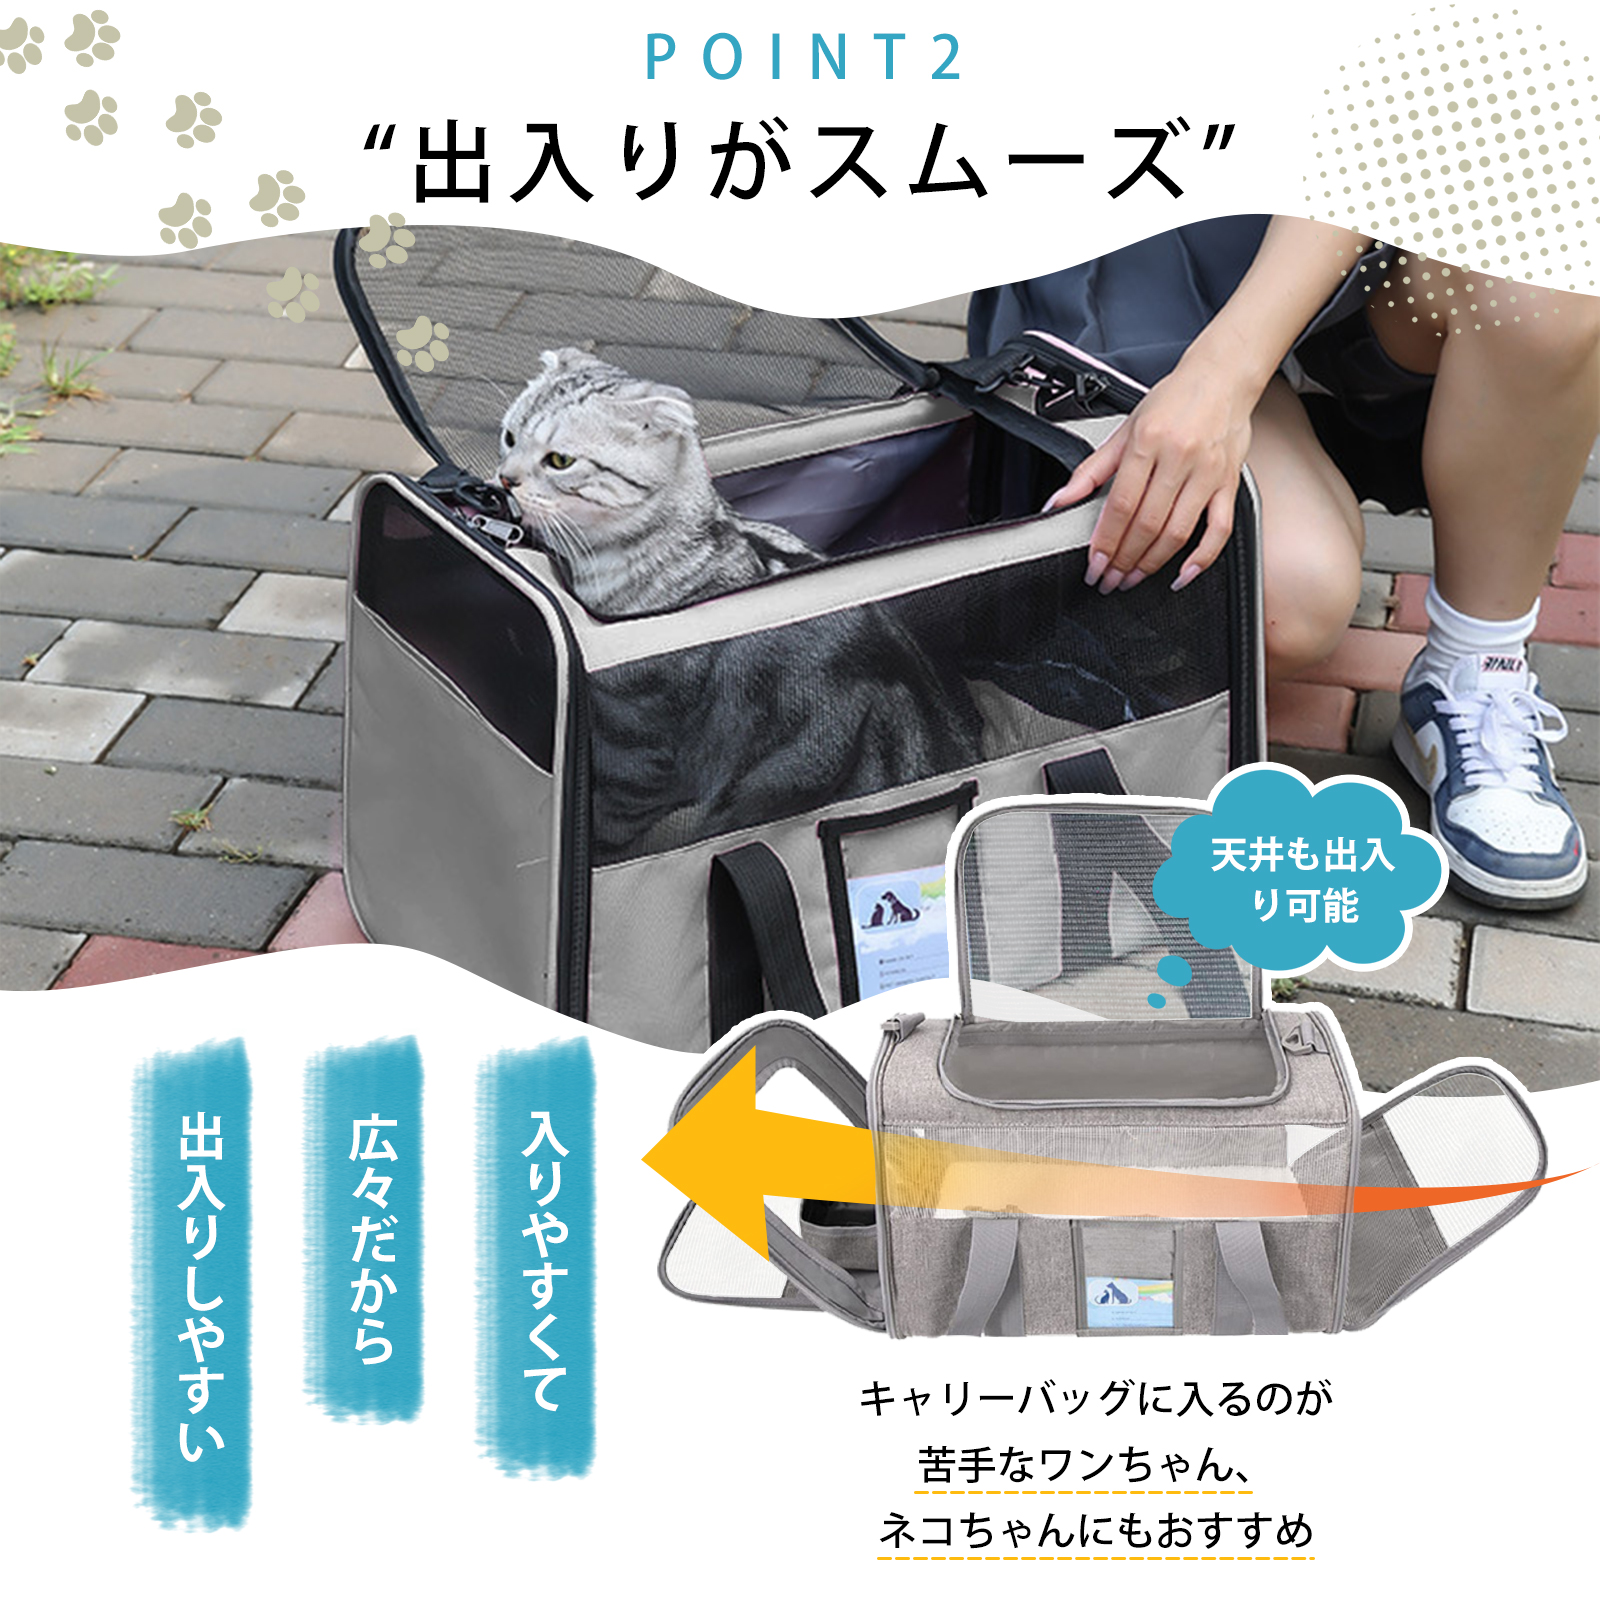 POINT2
“出入りがスムーズ”
天井も出入
り可能
入りやすくて
広々だから
出入りしやすい
キャリーバッグに入るのが
苦手なワンちゃん、
ネコちゃんにもおすすめ